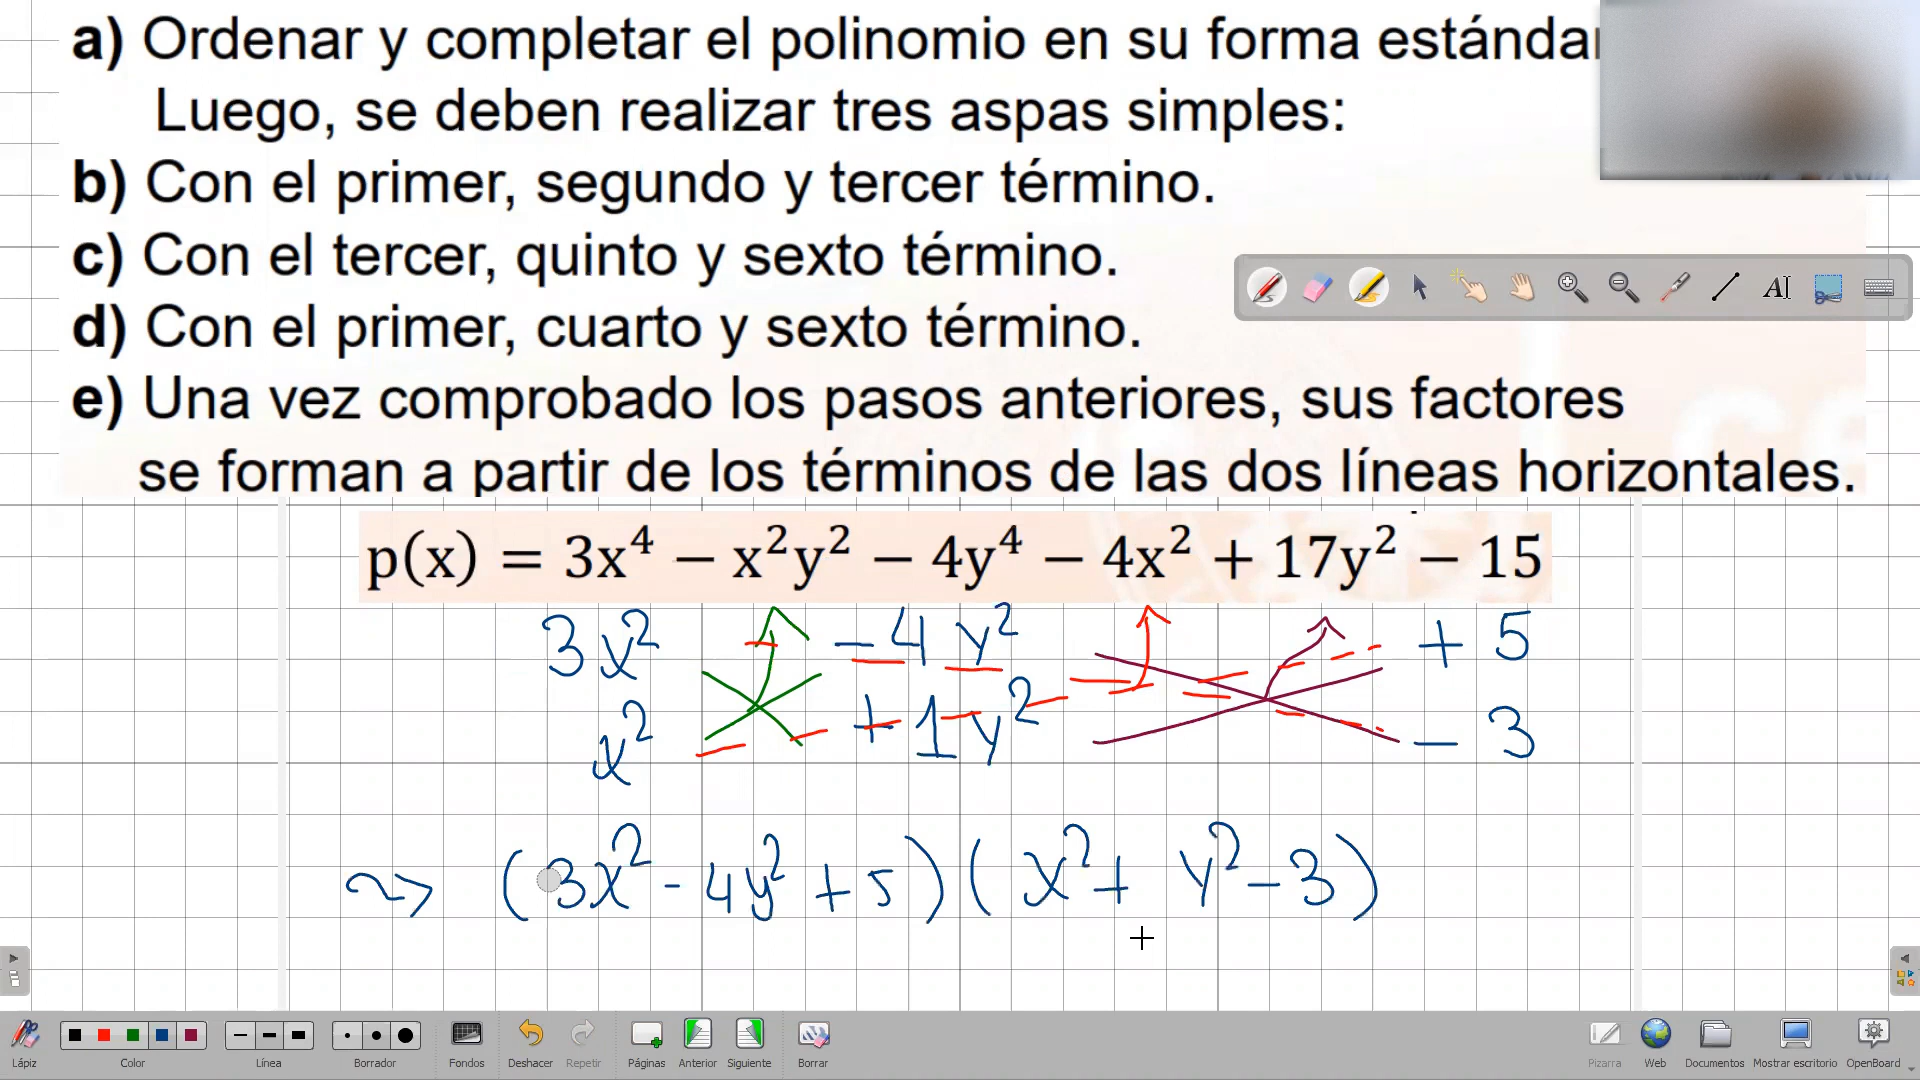 a) Ordenar y completar el polinomio en su forma estándar
Luego, se deben realizar tres aspas simples:
b) Con el primer, segundo y tercer término.
c) Con el tercer, quinto y sexto término.
d) Con el primer, cuarto y sexto término.
e) Una vez comprobado los pasos anteriores, sus factores
se forman a partir de los términos de las dos líneas horizontales.
p(x) = 3x⁴ − x²y² − 4y⁴ − 4x² + 17y² − 15
3x² −4y² + 5
x² +1y² − 3
(3x² − 4y² + 5)(x² + y² − 3)
Lápiz Color Línea Borrador Fondos Deshacer Repetir Páginas Anterior Siguiente Borrar Pizarra Web Documentos Mostrar escritorio OpenBoard